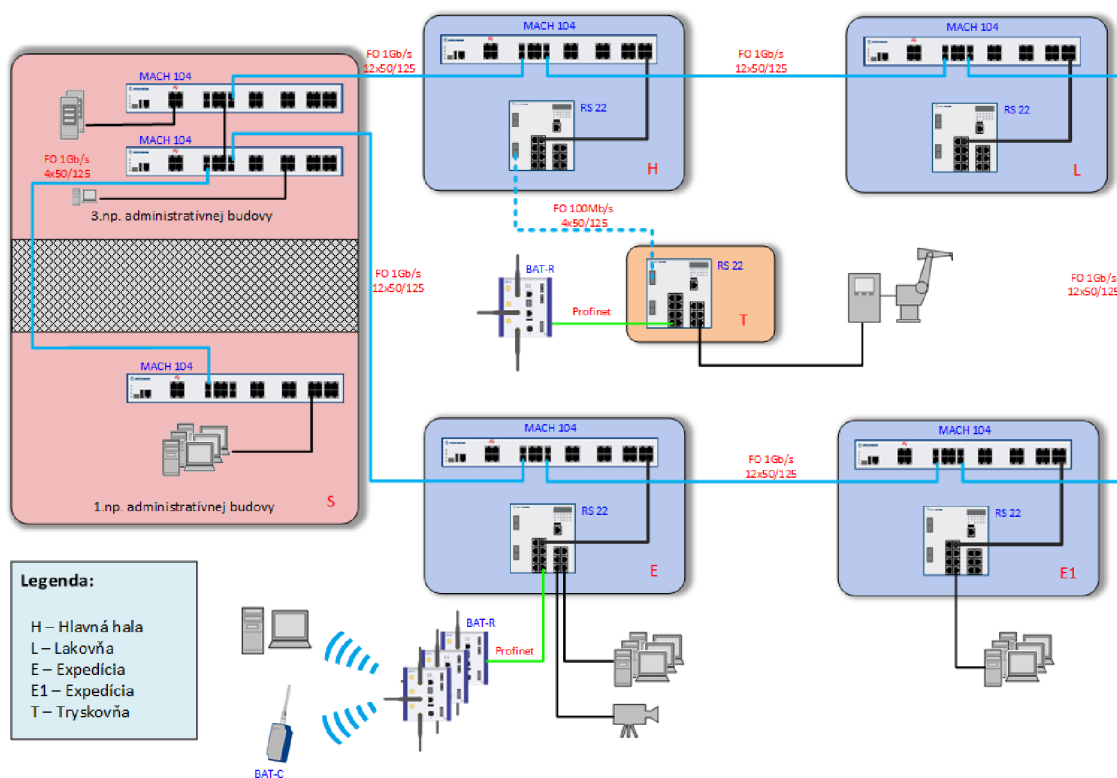 MACH 104
MACH 104
FO 1Gb/s
12x50/125
FO 1Gb/s
12x50/125
MACH 104
RS 22
RS 22
MACH 104
H
L
FO 1Gb/s
4x50/125
3.np. administratívnej budovy
FO 100Mb/s
4x50/125
FO 1Gb/s
12x50/125
BAT-R
RS 22
FO 1Gb/s
12x50/125
Profinet
T
MACH 104
MACH 104
MACH 104
FO 1Gb/s
12x50/125
1.np. administratívnej budovy
S
RS 22
RS 22
E
E1
Legenda:
H – Hlavná hala
L – Lakovňa
E – Expedícia
E1 – Expedícia
T – Tryskovňa
BAT-R
Profinet
BAT-C